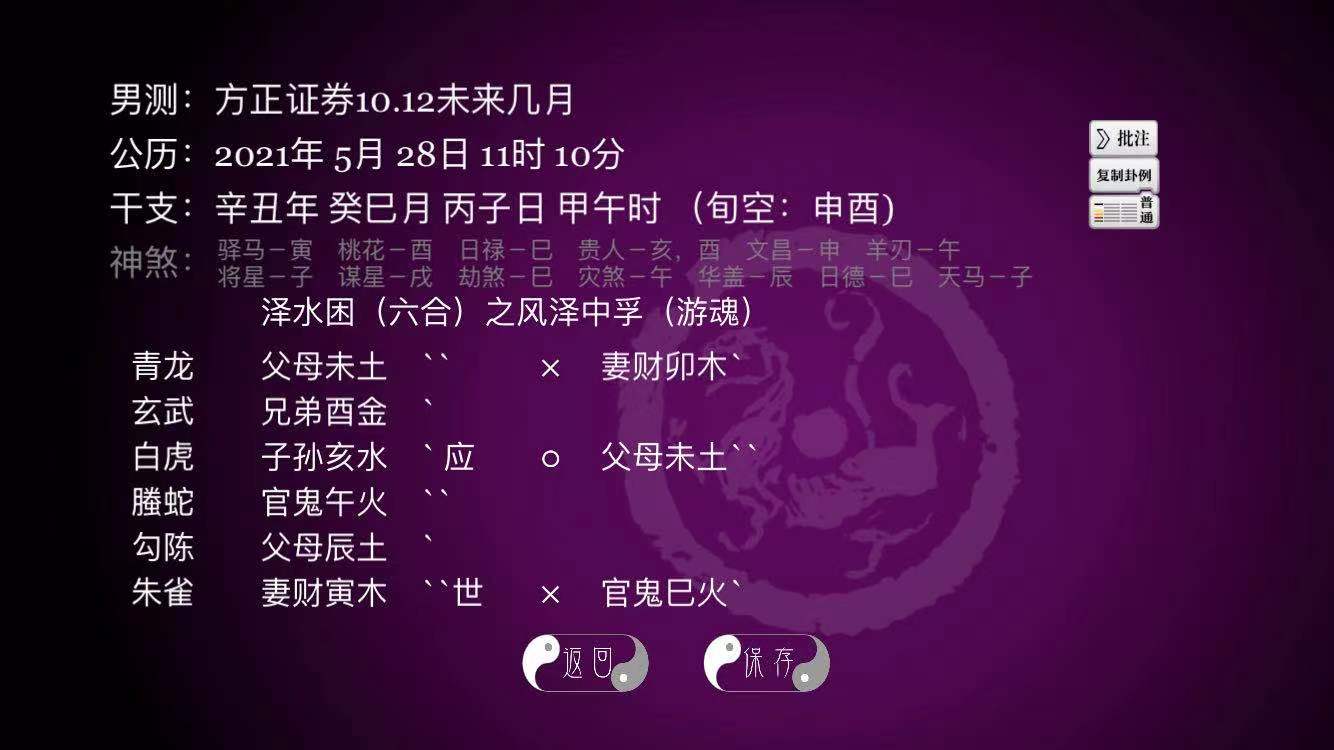 男测：方正证券10.12未来几月
公历：2021年 5月 28日 11时 10分
干支：辛丑年 癸巳月 丙子日 甲午时 （旬空：申酉)
神煞：驿马－寅 桃花－酉 日禄－巳 贵人－亥，酉 文昌－申 羊刃－午
将星－子 谋星－戌 劫煞－巳 灾煞－午 华盖－辰 日德－巳 天马－子
泽水困（六合）之风泽中孚（游魂）
青龙 父母未土 ｀｀ × 妻财卯木｀
玄武 兄弟酉金 ｀
白虎 子孙亥水 ｀应 ○ 父母未土｀｀
螣蛇 官鬼午火 ｀｀
勾陈 父母辰土 ｀
朱雀 妻财寅木 ｀｀世 × 官鬼巳火｀
返回 保存
批注
复制卦例
普通